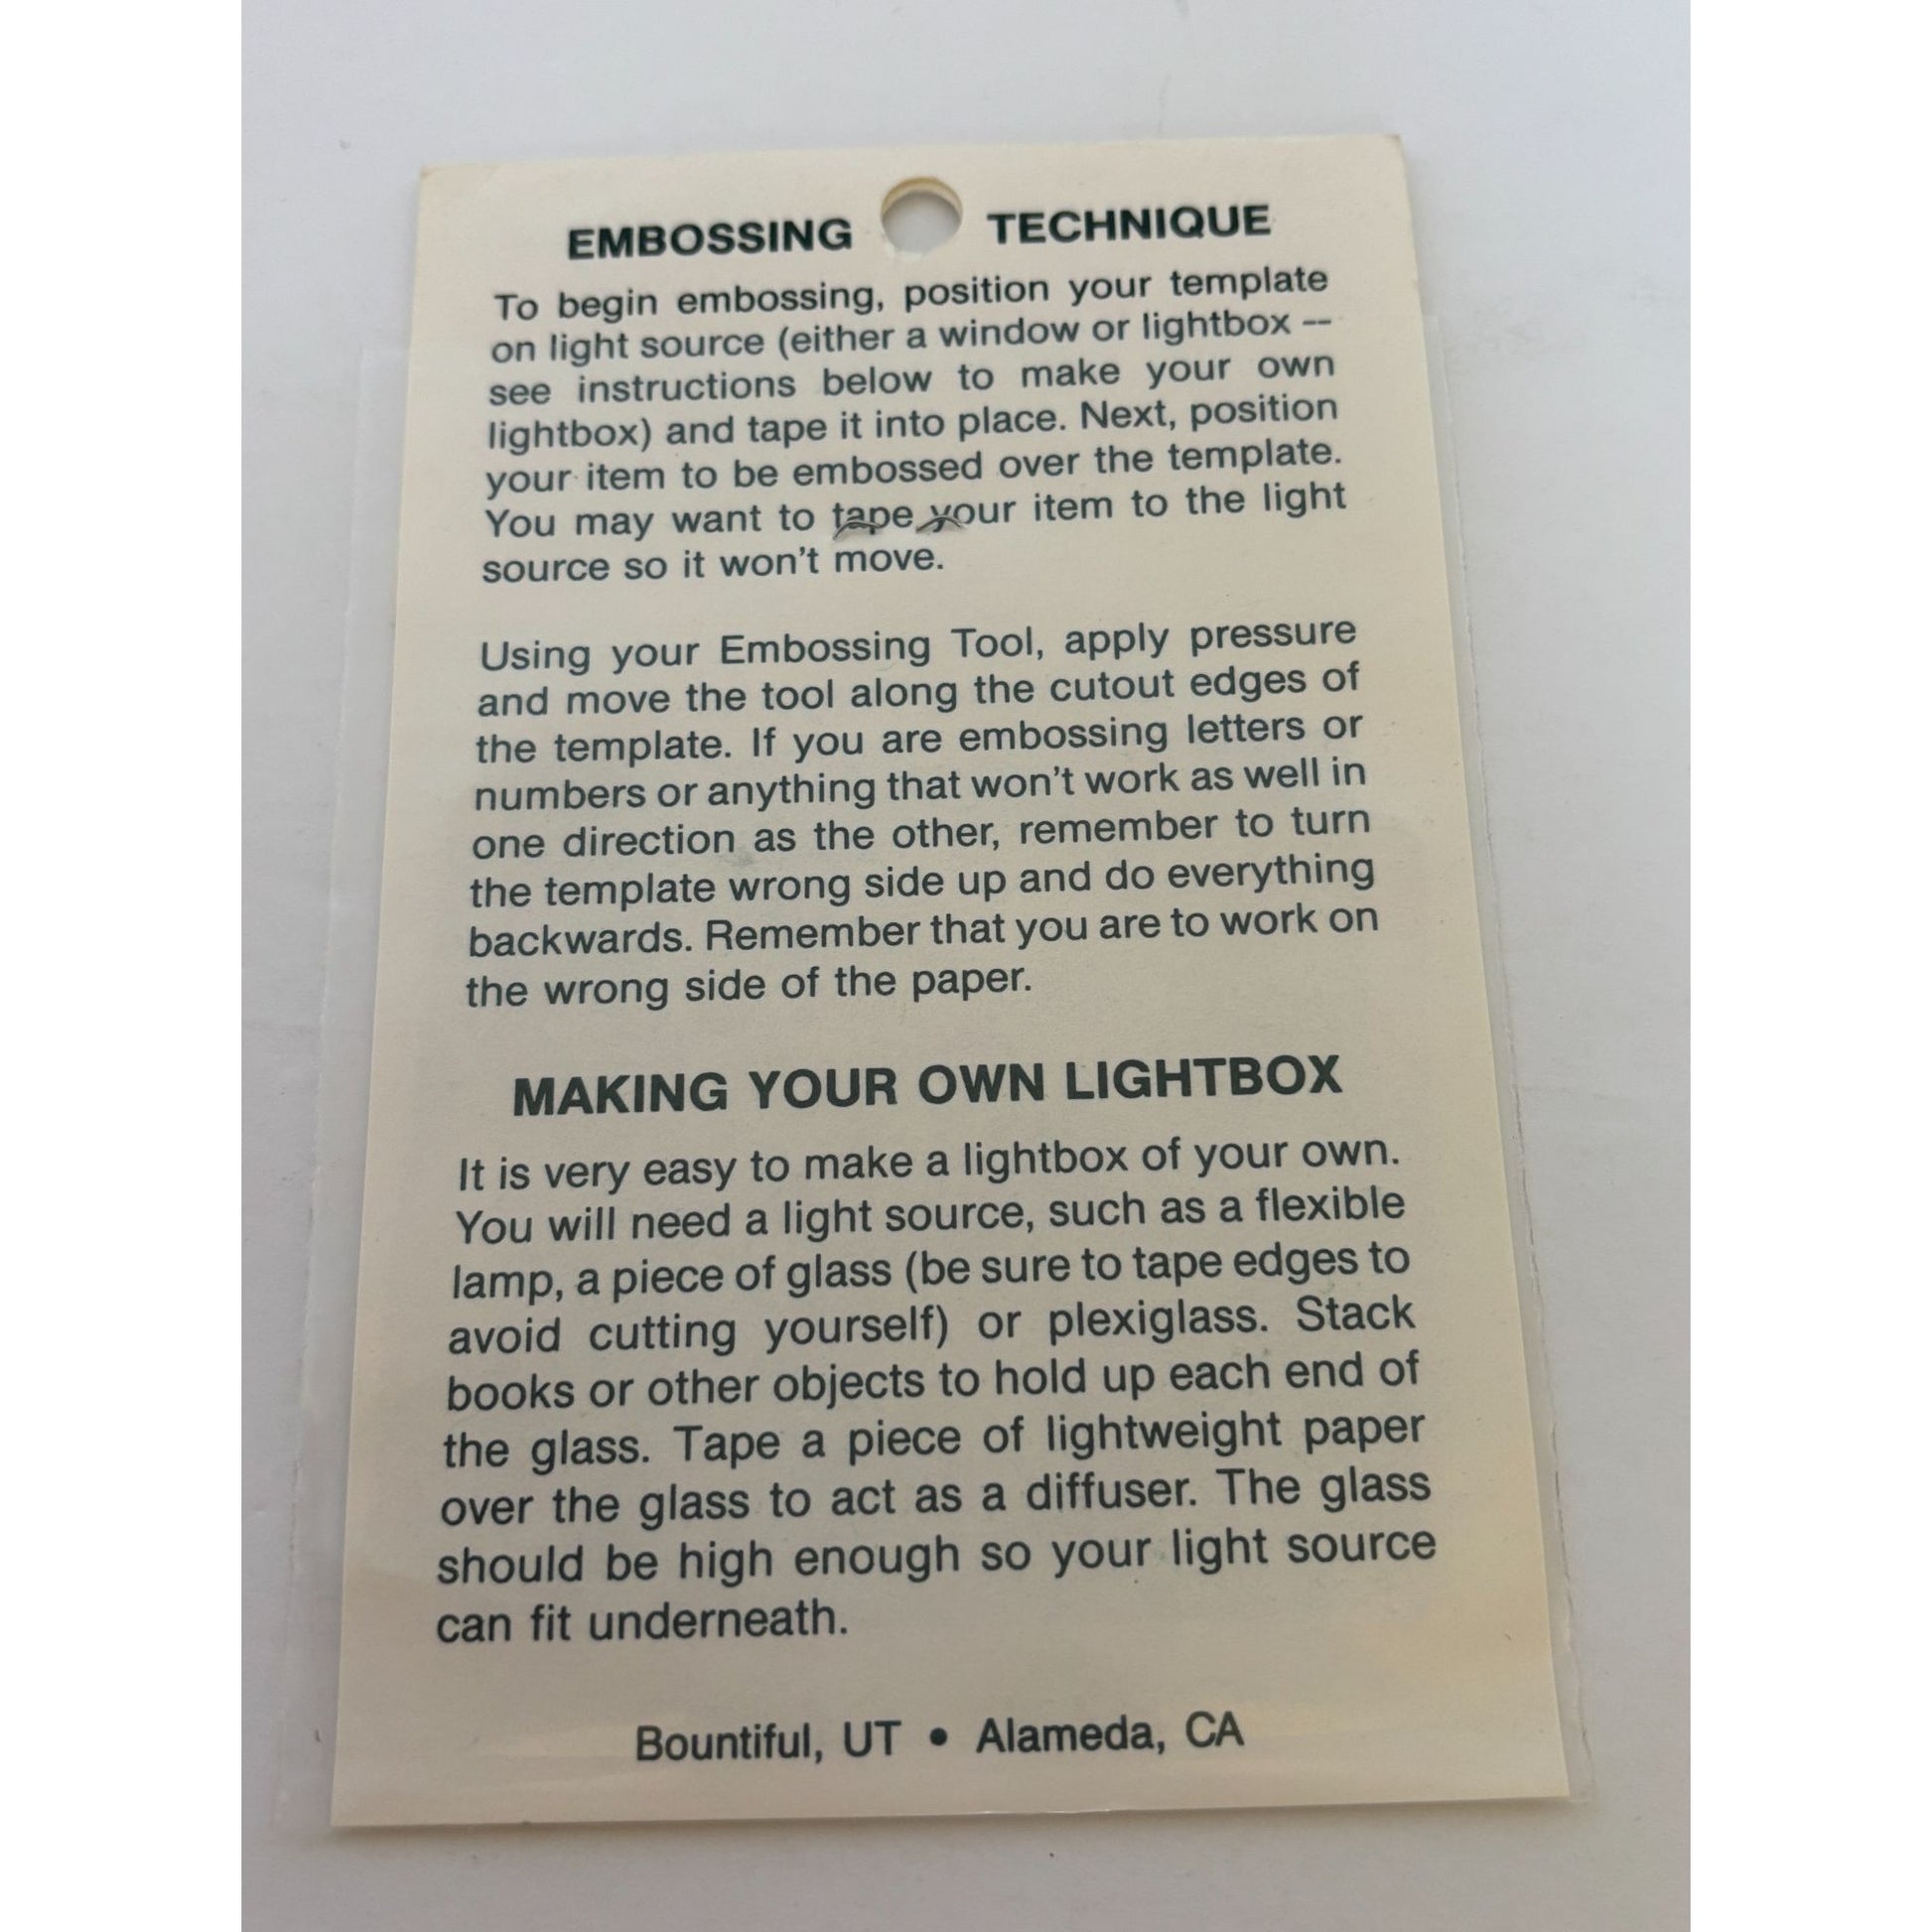 EMBOSSING TECHNIQUE
To begin embossing, position your template
on light source (either a window or lightbox --
see instructions below to make your own
lightbox) and tape it into place. Next, position
your item to be embossed over the template.
You may want to tape your item to the light
source so it won't move.
Using your Embossing Tool, apply pressure
and move the tool along the cutout edges of
the template. If you are embossing letters or
numbers or anything that won't work as well in
one direction as the other, remember to turn
the template wrong side up and do everything
backwards. Remember that you are to work on
the wrong side of the paper.
MAKING YOUR OWN LIGHTBOX
It is very easy to make a lightbox of your own.
You will need a light source, such as a flexible
lamp, a piece of glass (be sure to tape edges to
avoid cutting yourself) or plexiglass. Stack
books or other objects to hold up each end of
the glass. Tape a piece of lightweight paper
over the glass to act as a diffuser. The glass
should be high enough so your light source
can fit underneath.
Bountiful, UT • Alameda, CA